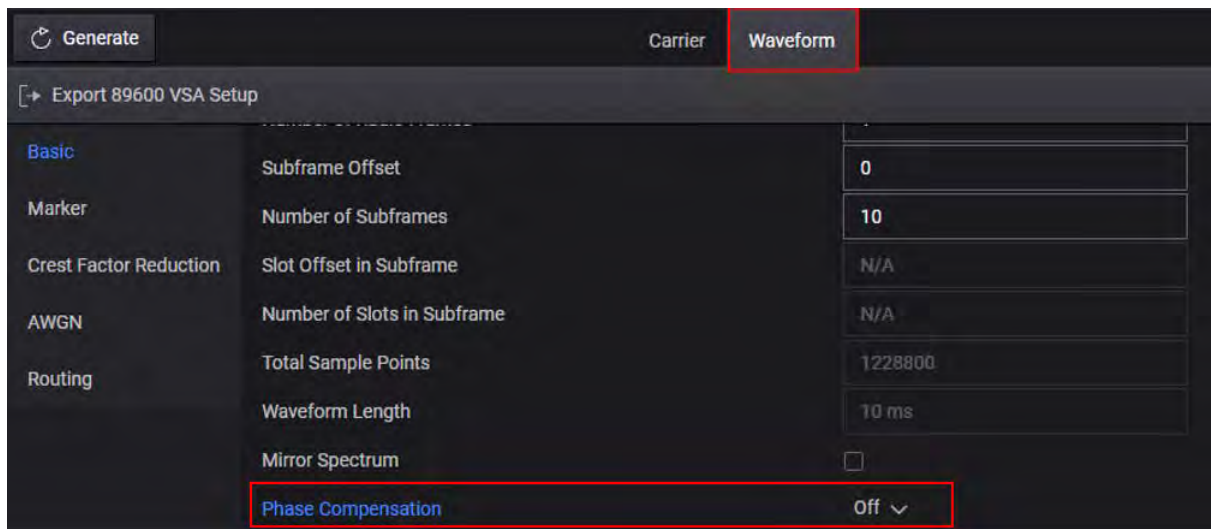 Generate
Carrier
Waveform
Export 89600 VSA Setup
Basic
Subframe Offset
0
Marker
Number of Subframes
10
Crest Factor Reduction
Slot Offset in Subframe
N/A
AWGN
Number of Slots in Subframe
N/A
Routing
Total Sample Points
1228800
Waveform Length
10 ms
Mirror Spectrum
Phase Compensation
Off